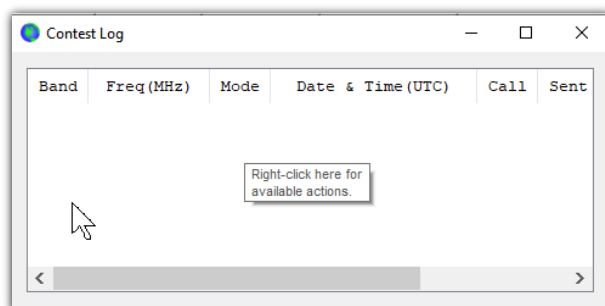 Contest Log
Band Freq(MHz) Mode Date & Time(UTC) Call Sent
Right-click here for
available actions.